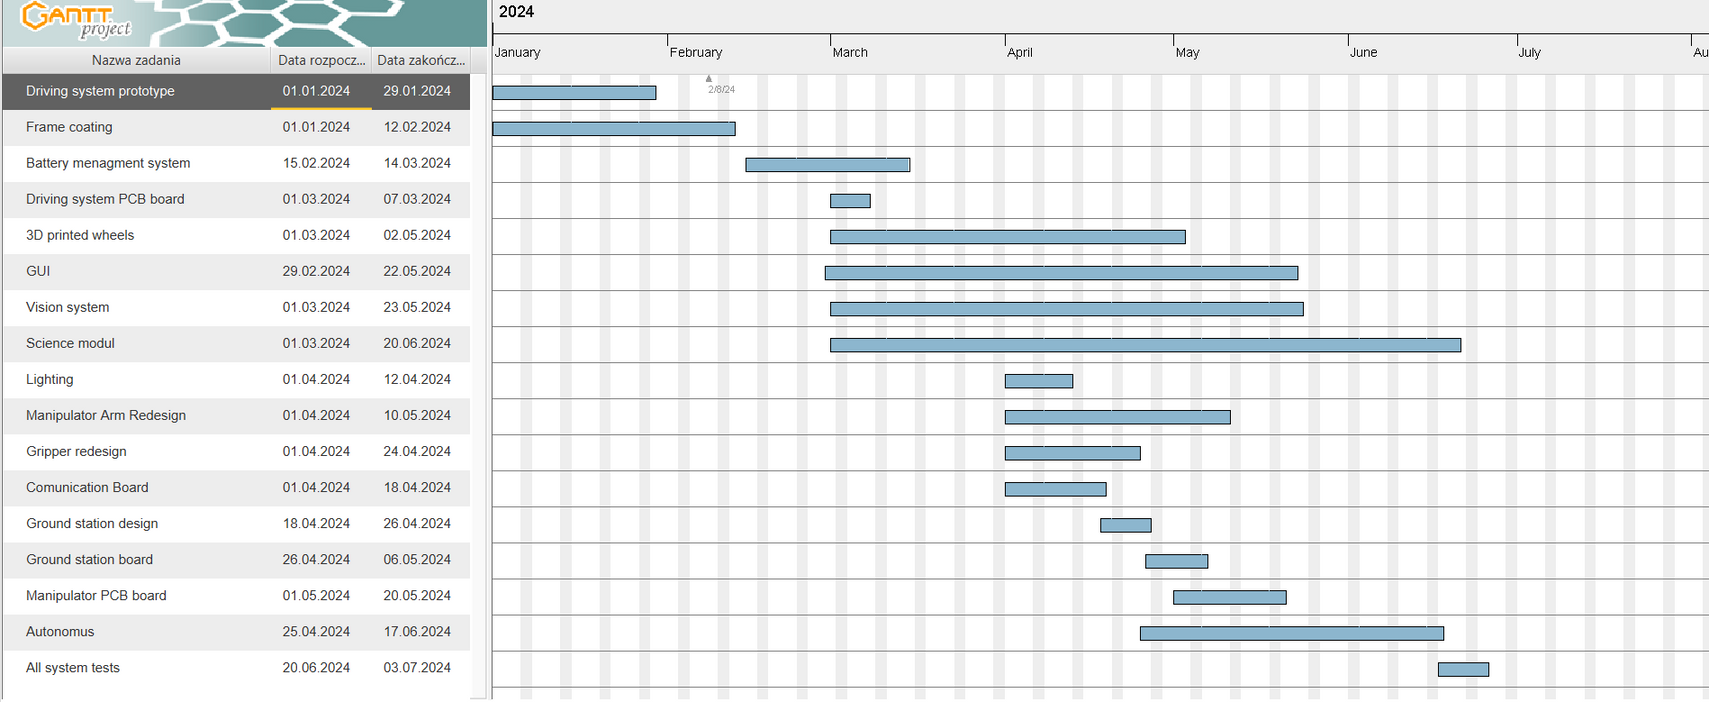 GANTT
project
2024
January February March April May June July Au
Nazwa zadania Data rozpocz... Data zakończ...
2/8/24
Driving system prototype 01.01.2024 29.01.2024
Frame coating 01.01.2024 12.02.2024
Battery menagment system 15.02.2024 14.03.2024
Driving system PCB board 01.03.2024 07.03.2024
3D printed wheels 01.03.2024 02.05.2024
GUI 29.02.2024 22.05.2024
Vision system 01.03.2024 23.05.2024
Science modul 01.03.2024 20.06.2024
Lighting 01.04.2024 12.04.2024
Manipulator Arm Redesign 01.04.2024 10.05.2024
Gripper redesign 01.04.2024 24.04.2024
Comunication Board 01.04.2024 18.04.2024
Ground station design 18.04.2024 26.04.2024
Ground station board 26.04.2024 06.05.2024
Manipulator PCB board 01.05.2024 20.05.2024
Autonomus 25.04.2024 17.06.2024
All system tests 20.06.2024 03.07.2024